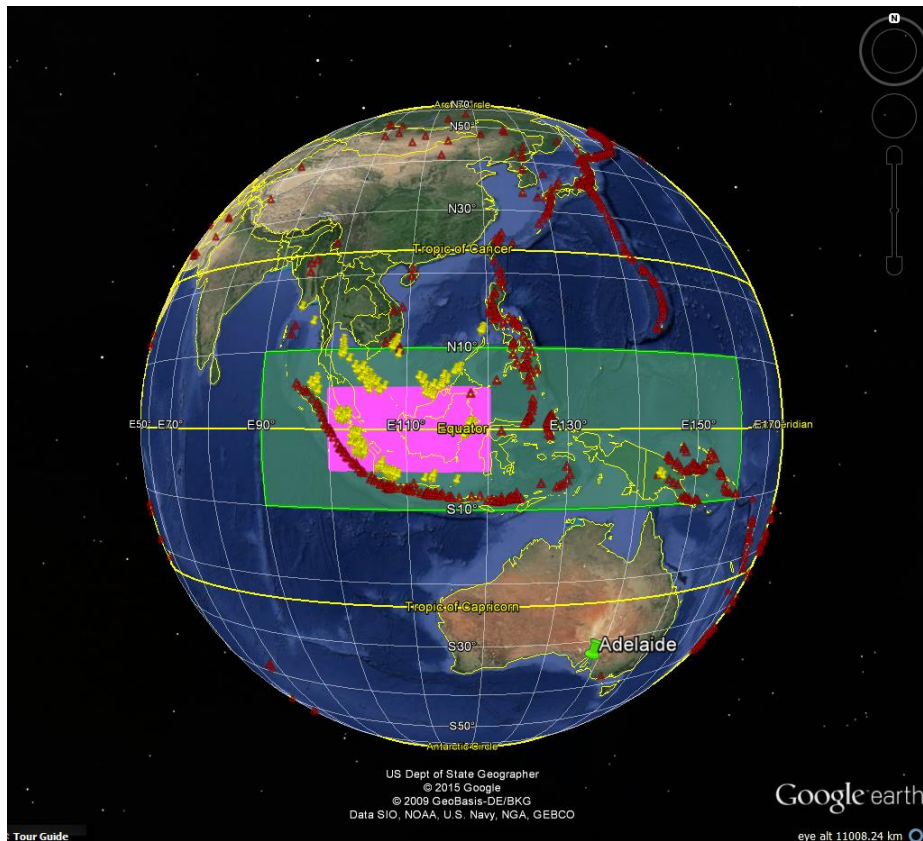 N
Arctic Circle
N70°
N50°
N30°
Tropic of Cancer
N10°
E50° E70° E90° E110° Equator E130° E150° E170°
S10°
Tropic of Capricorn
S30° Adelaide
S50°
Antarctic Circle
US Dept of State Geographer
© 2015 Google
© 2009 GeoBasis-DE/BKG
Data SIO, NOAA, U.S. Navy, NGA, GEBCO
Google earth
Tour Guide
eye alt 11008.24 km